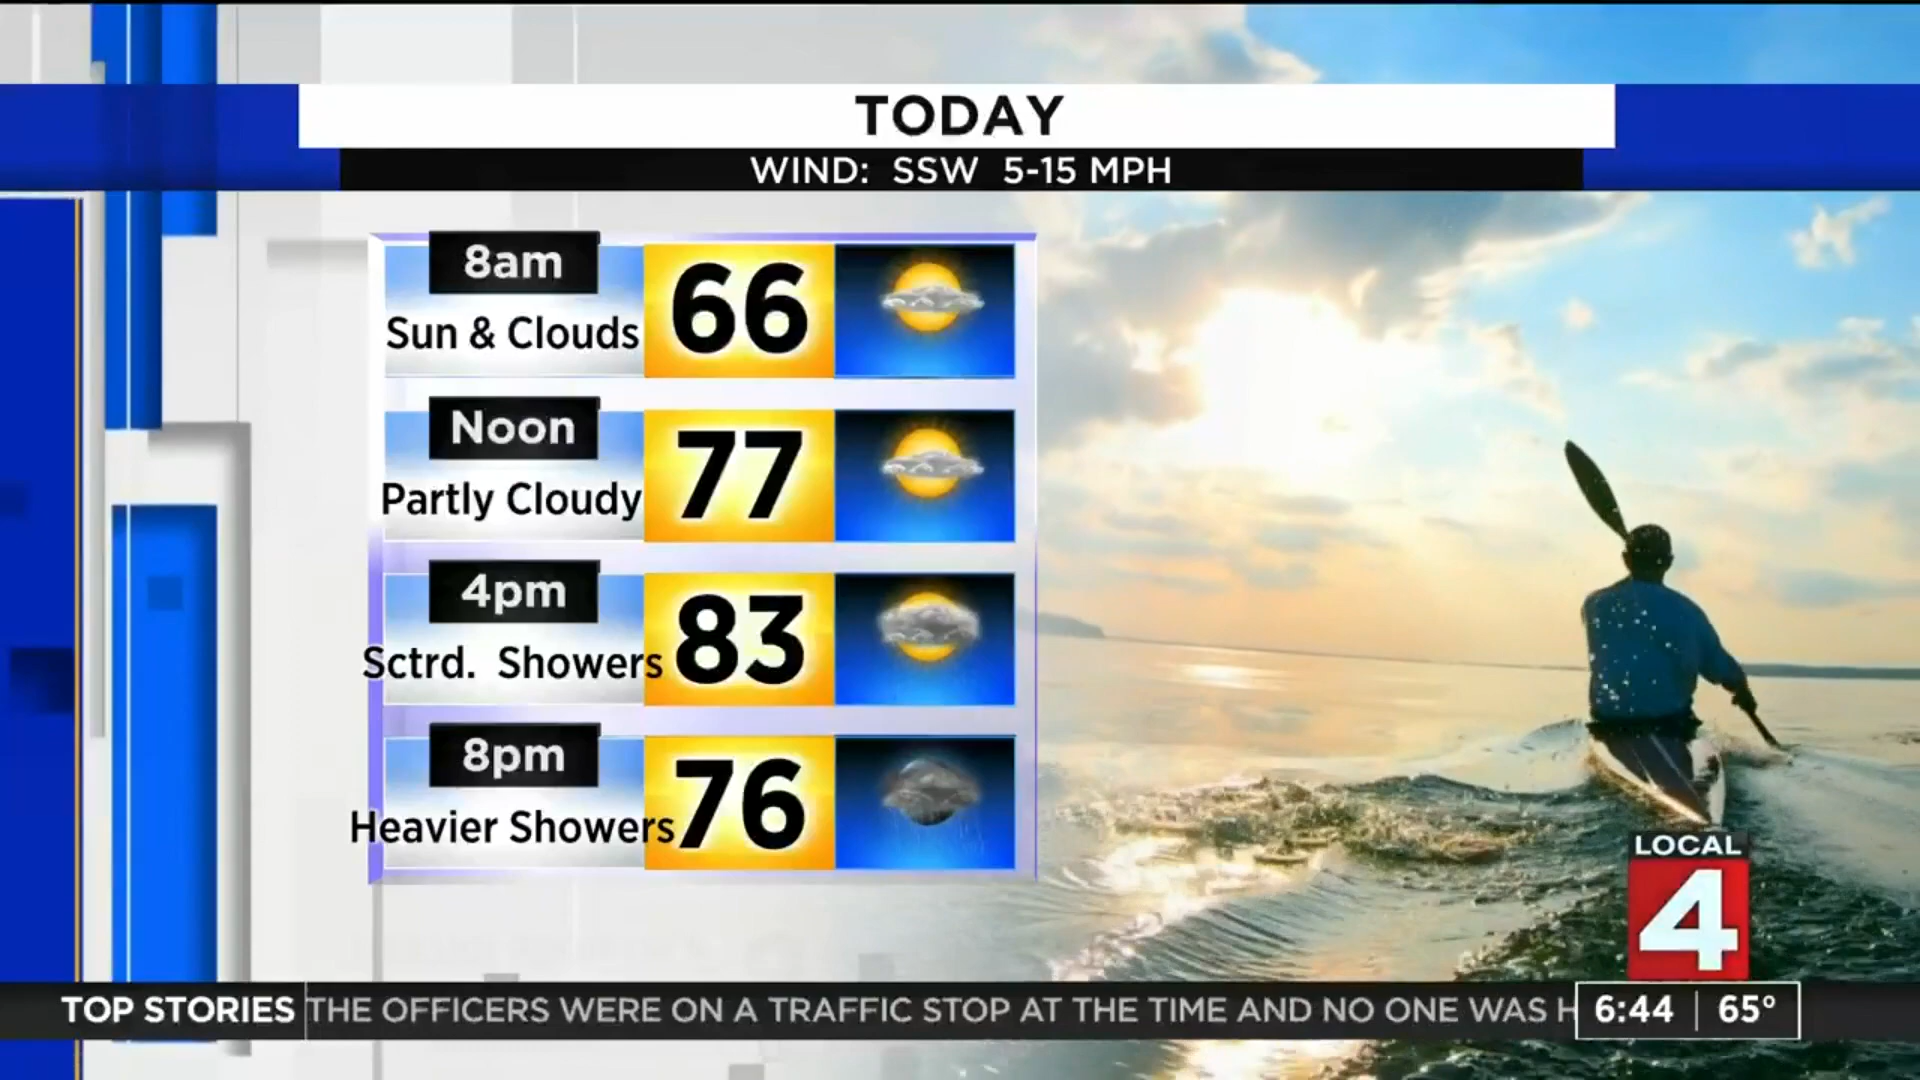 TODAY
WIND: SSW 5-15 MPH
8am
Sun & Clouds
66
Noon
Partly Cloudy
77
4pm
Sctrd. Showers
83
8pm
Heavier Showers
76
LOCAL
4
TOP STORIES
THE OFFICERS WERE ON A TRAFFIC STOP AT THE TIME AND NO ONE WAS H
6:44
65°